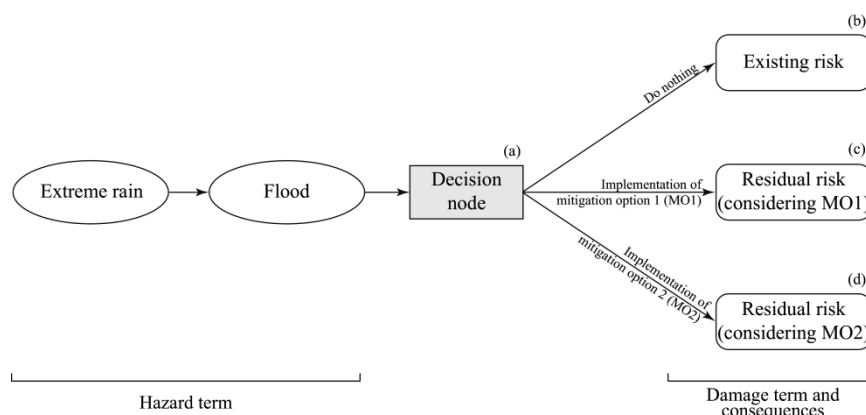 (b)
Existing risk
Do nothing
(a)
(c)
Extreme rain
Flood
Decision
node
Implementation of
mitigation option 1 (MO1)
Residual risk
(considering MO1)
Implementation of
mitigation option 2 (MO2)
(d)
Residual risk
(considering MO2)
Hazard term
Damage term and
consequences